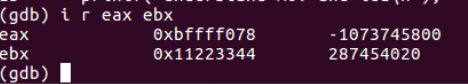 (gdb) i r eax ebx
eax 0xbffff078 -1073745800
ebx 0x11223344 287454020
(gdb)